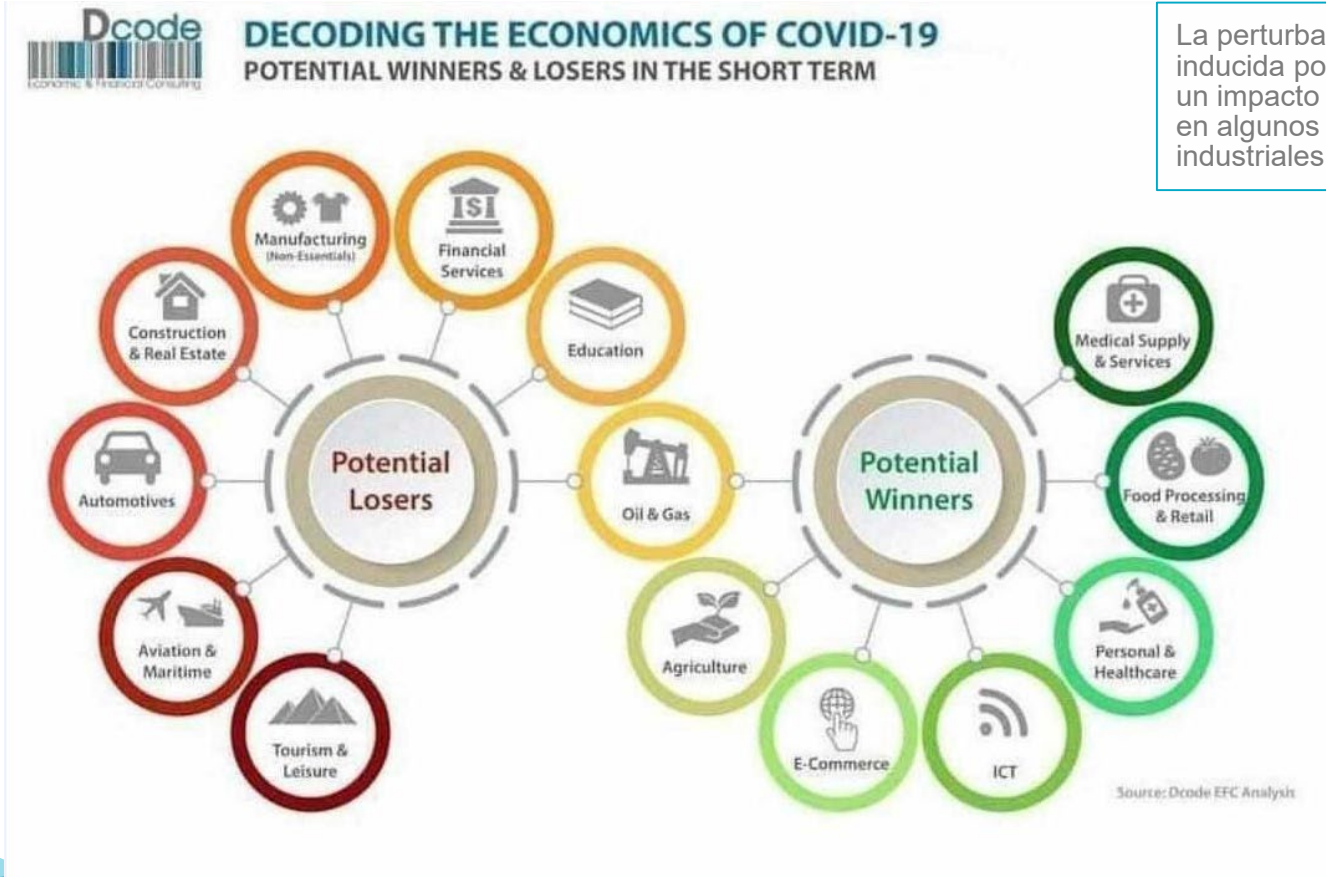 Dcode
Economic & Financial Consulting
DECODING THE ECONOMICS OF COVID-19
POTENTIAL WINNERS & LOSERS IN THE SHORT TERM
La perturba
inducida po
un impacto
en algunos
industriales
Manufacturing
(Non-Essentials)
Financial
Services
Construction
& Real Estate
Education
Automotives
Potential
Losers
Oil & Gas
Aviation &
Maritime
Tourism &
Leisure
Potential
Winners
Medical Supply
& Services
Food Processing
& Retail
Personal &
Healthcare
Agriculture
E-Commerce
ICT
Source: Dcode EFC Analysis